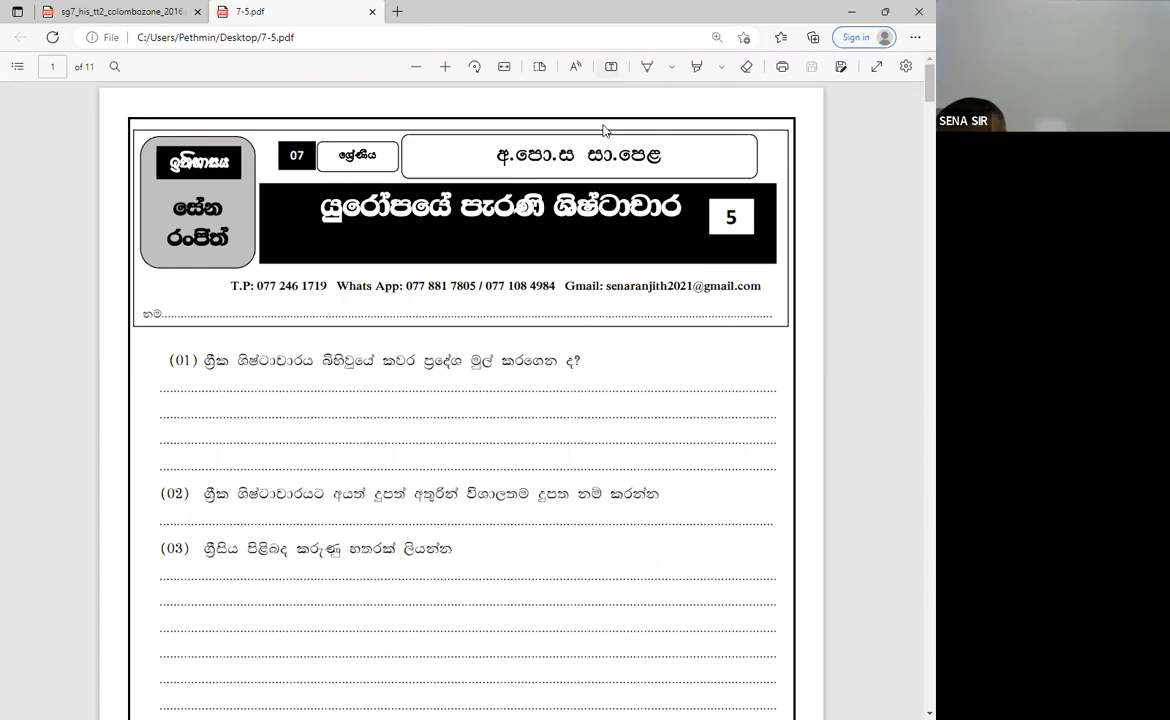 sg7_his_tt2_colombozone_2016.
7-5.pdf
File
C:/Users/Pethmin/Desktop/7-5.pdf
Sign in
1 of 11
SENA SIR
ඉතිහාසය
සේන
රංජිත්
07 ශ්‍රේණිය
අ.පො.ස සා.පෙළ
යුරෝපයේ පැරණි ශිෂ්ටාචාර
5
T.P: 077 246 1719 Whats App: 077 881 7805 / 077 108 4984 Gmail: senaranjith2021@gmail.com
නම................................................................
(01) ග්‍රීක ශිෂ්ටාචාරය බිහිවුයේ කවර ප්‍රදේශ මුල් කරගෙන ද?
(02) ග්‍රීක ශිෂ්ටාචාරයට අයත් දූපත් අතුරින් විශාලතම දූපත නම් කරන්න
(03) ග්‍රීසිය පිළිබද කරුණු හතරක් ලියන්න